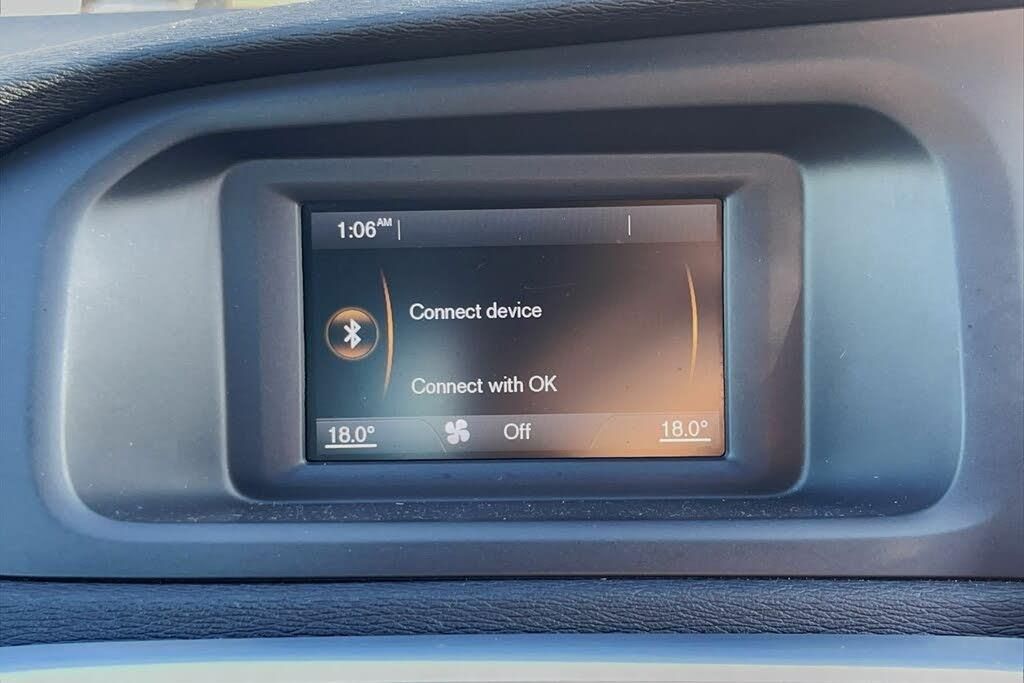 1:06AM
Connect device
Connect with OK
18.0° Off 18.0°